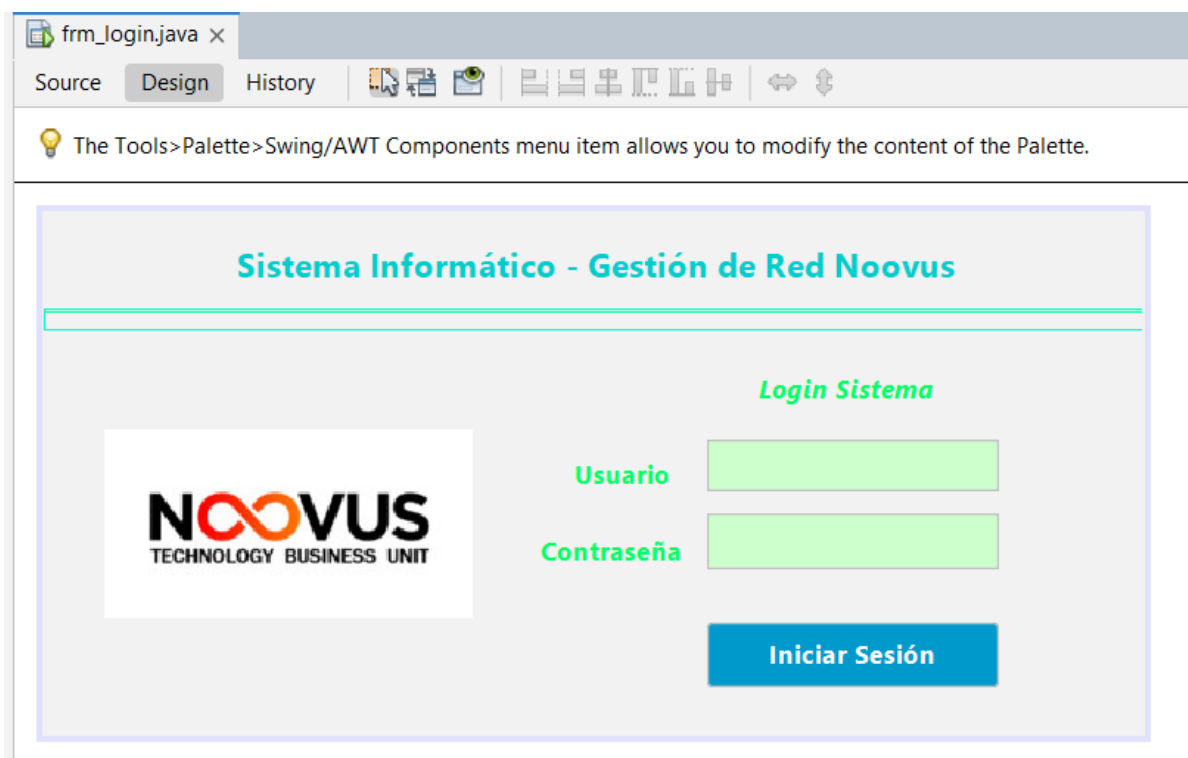 frm_login.java
Source Design History
The Tools>Palette>Swing/AWT Components menu item allows you to modify the content of the Palette.
Sistema Informático - Gestión de Red Noovus
Login Sistema
NOOVUS
TECHNOLOGY BUSINESS UNIT
Usuario
Contraseña
Iniciar Sesión